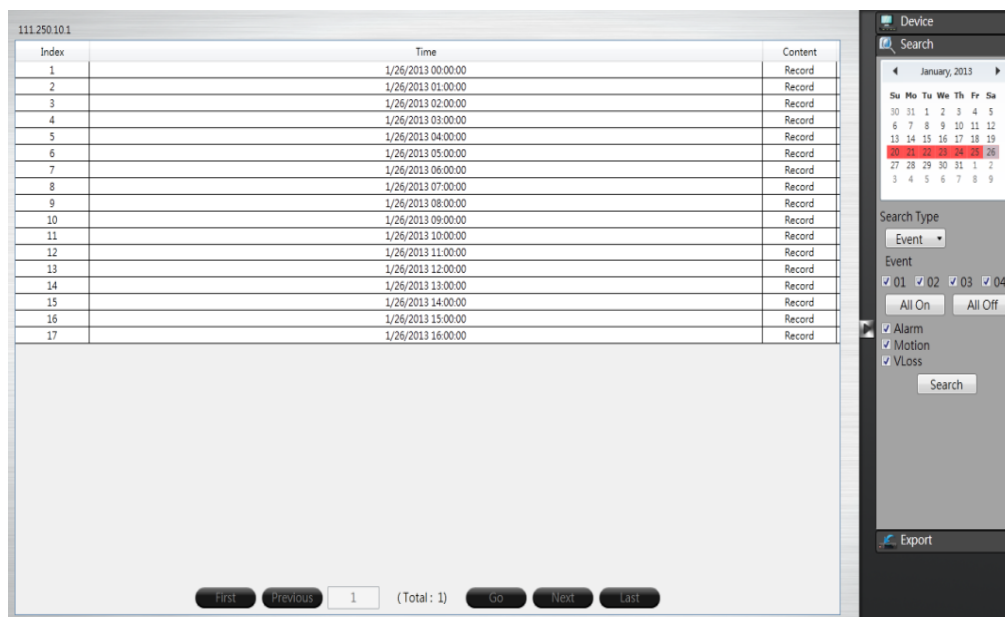 111.250.10.1
Index Time Content
1 1/26/2013 00:00:00 Record
2 1/26/2013 01:00:00 Record
3 1/26/2013 02:00:00 Record
4 1/26/2013 03:00:00 Record
5 1/26/2013 04:00:00 Record
6 1/26/2013 05:00:00 Record
7 1/26/2013 06:00:00 Record
8 1/26/2013 07:00:00 Record
9 1/26/2013 08:00:00 Record
10 1/26/2013 09:00:00 Record
11 1/26/2013 10:00:00 Record
12 1/26/2013 11:00:00 Record
13 1/26/2013 12:00:00 Record
14 1/26/2013 13:00:00 Record
15 1/26/2013 14:00:00 Record
16 1/26/2013 15:00:00 Record
17 1/26/2013 16:00:00 Record
First Previous 1 (Total: 1) Go Next Last
Device
Search
January, 2013
Su Mo Tu We Th Fr Sa
30 31 1 2 3 4 5
6 7 8 9 10 11 12
13 14 15 16 17 18 19
20 21 22 23 24 25 26
27 28 29 30 31 1 2
3 4 5 6 7 8 9
Search Type
Event
Event
01 02 03 04
All On All Off
Alarm
Motion
VLoss
Search
Export